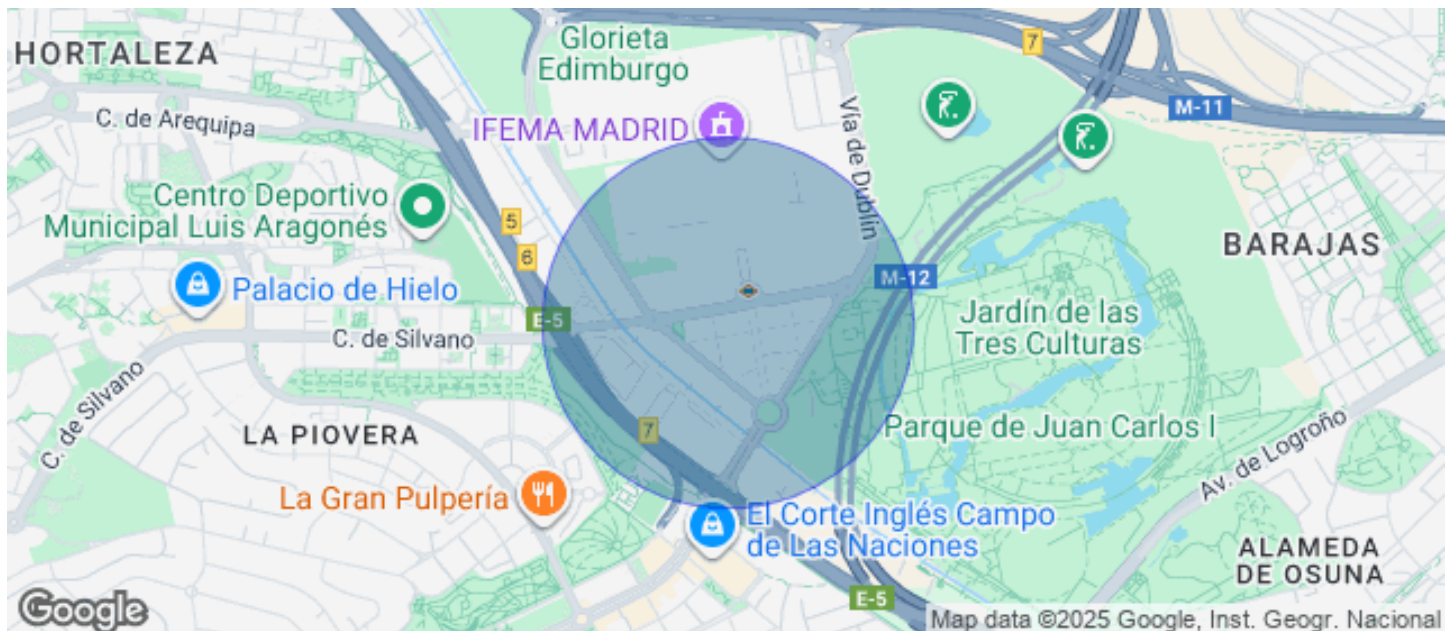 HORTALEZA
Glorieta
Edimburgo
7
M-11
C. de Arequipa
IFEMA MADRID
Vía de Dublín
Centro Deportivo
Municipal Luis Aragonés
5
6
BARAJAS
Palacio de Hielo
M-12
E-5
C. de Silvano
Jardín de las
Tres Culturas
C. de Silvano
LA PIOVERA
7
Parque de Juan Carlos I
Av. de Logroño
La Gran Pulpería
El Corte Inglés Campo
de Las Naciones
ALAMEDA
DE OSUNA
E-5
Google
Map data ©2025 Google, Inst. Geogr. Nacional